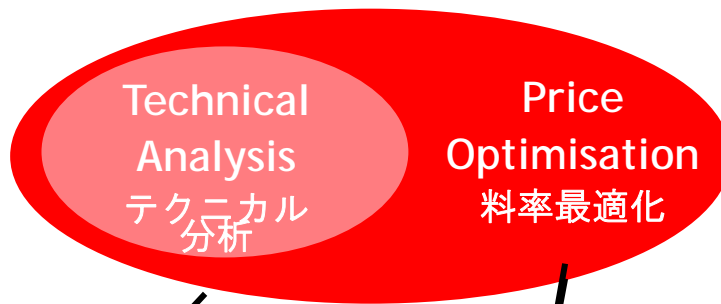 Technical
Analysis
テクニカル
分析
Price
Optimisation
料率最適化